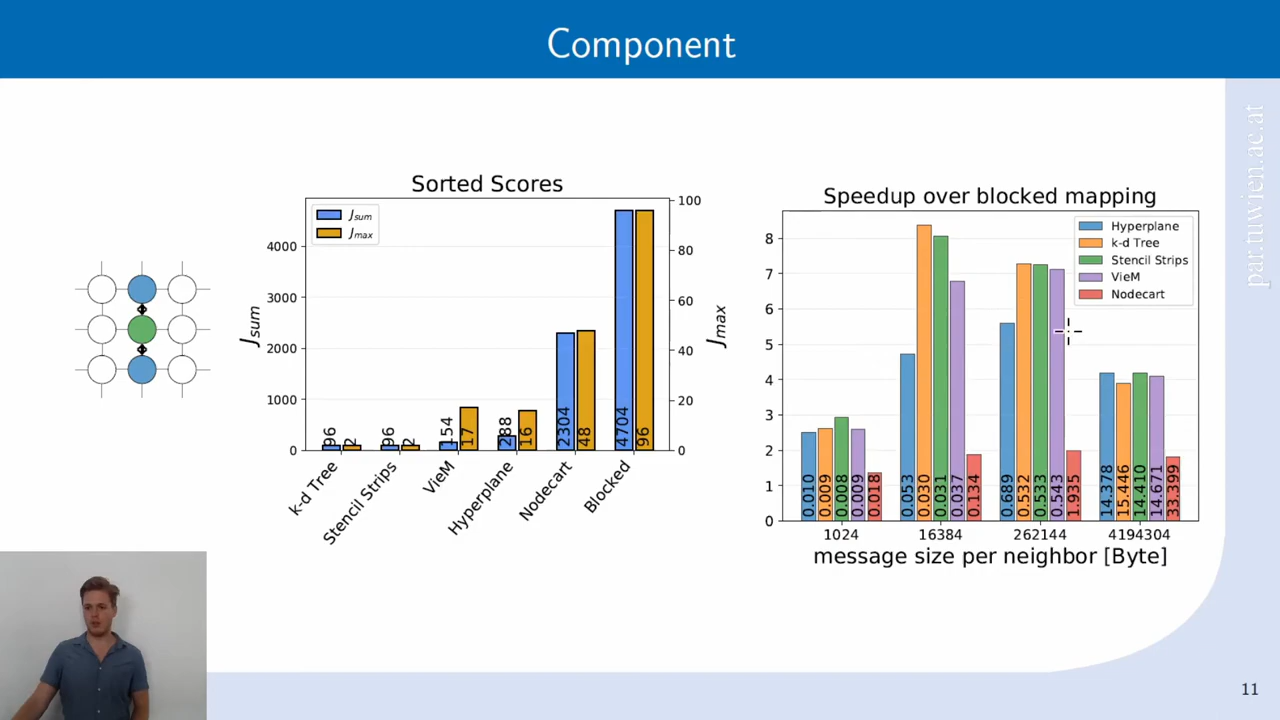 Component
par.tuwien.ac.at
Sorted Scores
J_sum
J_max
100
80
60
40
20
0
4000
3000
2000
1000
0
J_sum
J_max
96 2 96 2 154 17 288 16 2304 48 4704 96
k-d Tree
Stencil Strips
VieM
Hyperplane
Nodecart
Blocked
Speedup over blocked mapping
Hyperplane
k-d Tree
Stencil Strips
VieM
Nodecart
8
7
6
5
4
3
2
1
0
0.010 0.009 0.008 0.009 0.018 0.053 0.030 0.031 0.037 0.134 0.689 0.532 0.533 0.543 1.935 14.378 15.446 14.410 14.671 33.399
1024 16384 262144 4194304
message size per neighbor [Byte]
11